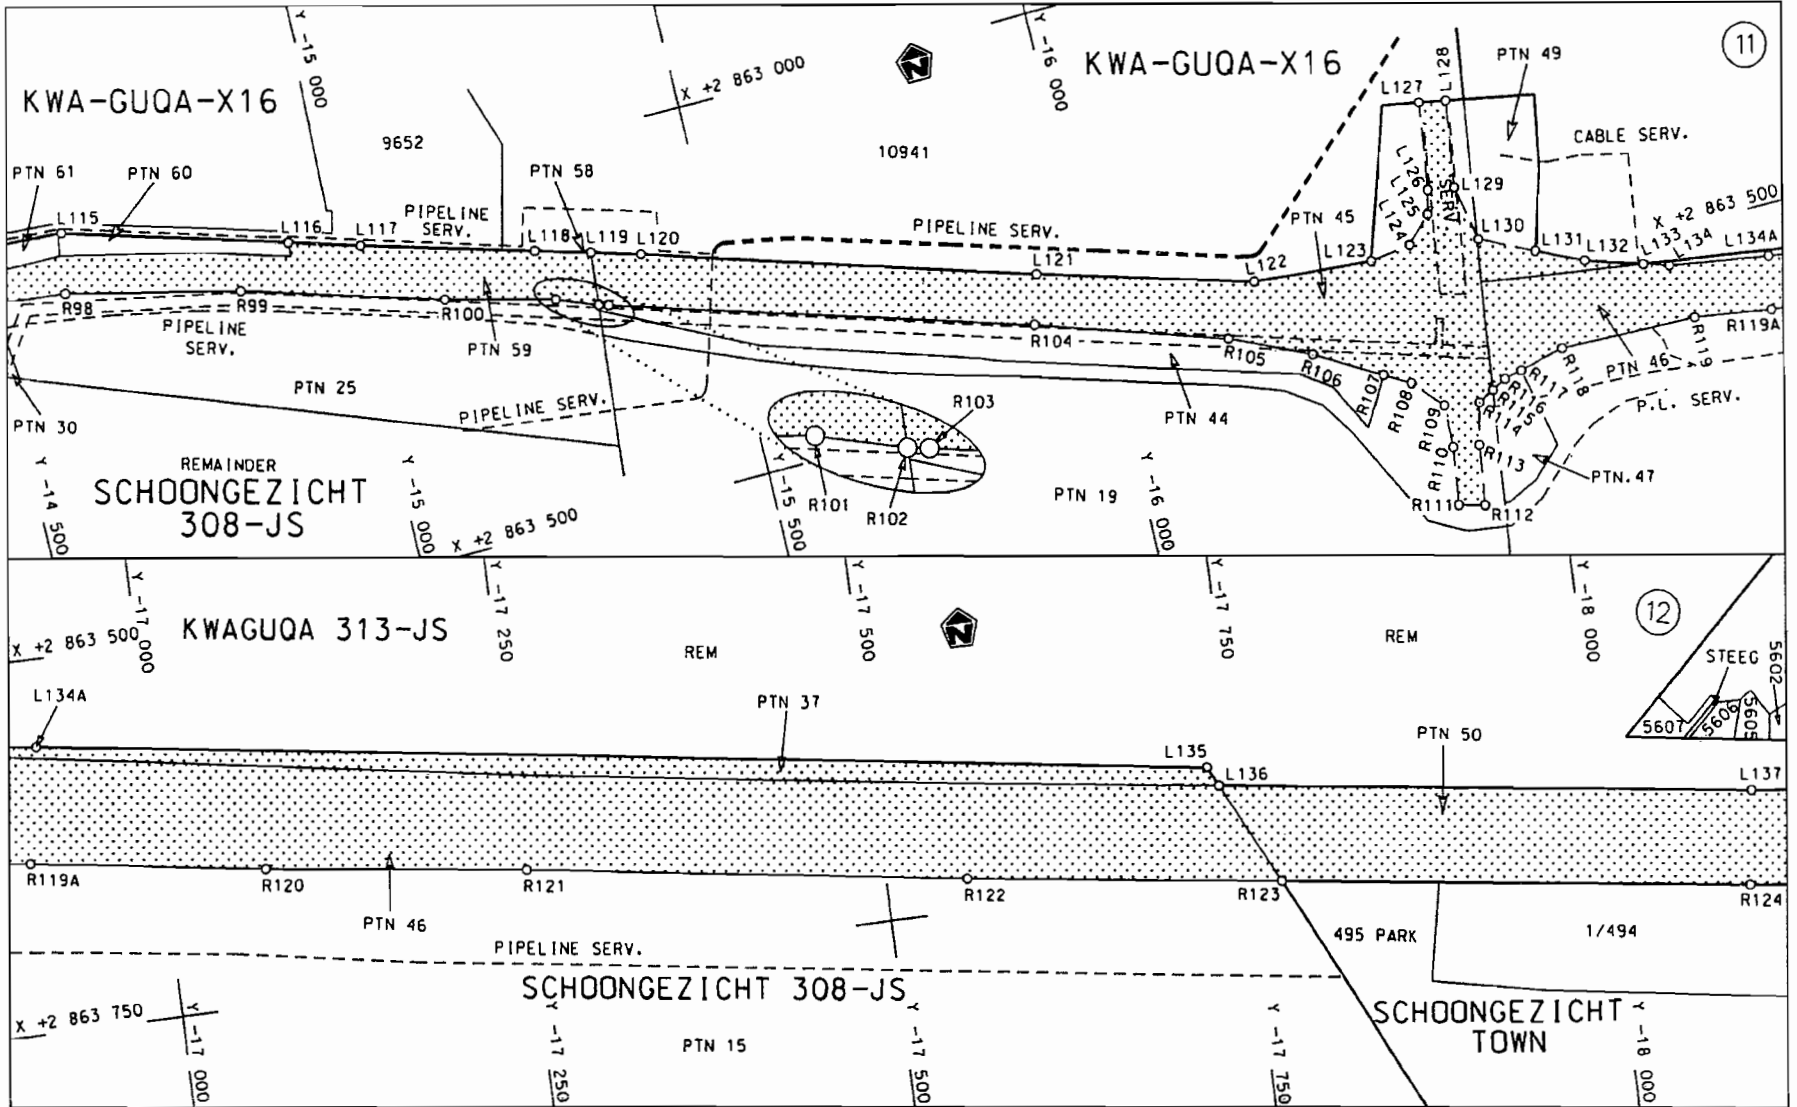 KWA-GUQA-X16
Y -15 000
X +2 863 000
N
Y -16 000
KWA-GUQA-X16
11
PTN 49
L127
L128
CABLE SERV.
9652
10941
PTN 61
PTN 60
PTN 58
L126
L125
L124
SERV
L129
X +2 863 500
L115
L116
L117
PIPELINE
SERV.
L118
L119
L120
PIPELINE SERV.
PTN 45
L121
L122
L123
L130
L131
L132
L133
L134
L134A
R98
R99
R100
PIPELINE
SERV.
PTN 59
R104
R105
R106
R107
R108
R109
R110
R111
R112
R113
R114
R115
R116
R117
R118
R119
R119A
PTN 46
P.L. SERV.
PTN 25
PIPELINE SERV.
R103
PTN 44
PTN 30
REMAINDER
SCHOONGEZICHT
308-JS
Y -14 500
Y -15 000
X +2 863 500
Y -15 500
R101
R102
PTN 19
Y -16 000
PTN.47
X +2 863 500
Y -17 000
KWAGUQA 313-JS
Y -17 250
REM
Y -17 500
N
Y -17 750
REM
Y -18 000
12
STEEG
5602
5607
5606
5605
L134A
PTN 37
L135
L136
PTN 50
L137
R119A
R120
R121
R122
R123
R124
PTN 46
PIPELINE SERV.
495 PARK
1/494
SCHOONGEZICHT 308-JS
X +2 863 750
Y -17 000
Y -17 250
PTN 15
Y -17 500
Y -17 750
SCHOONGEZICHT
TOWN
Y -18 000